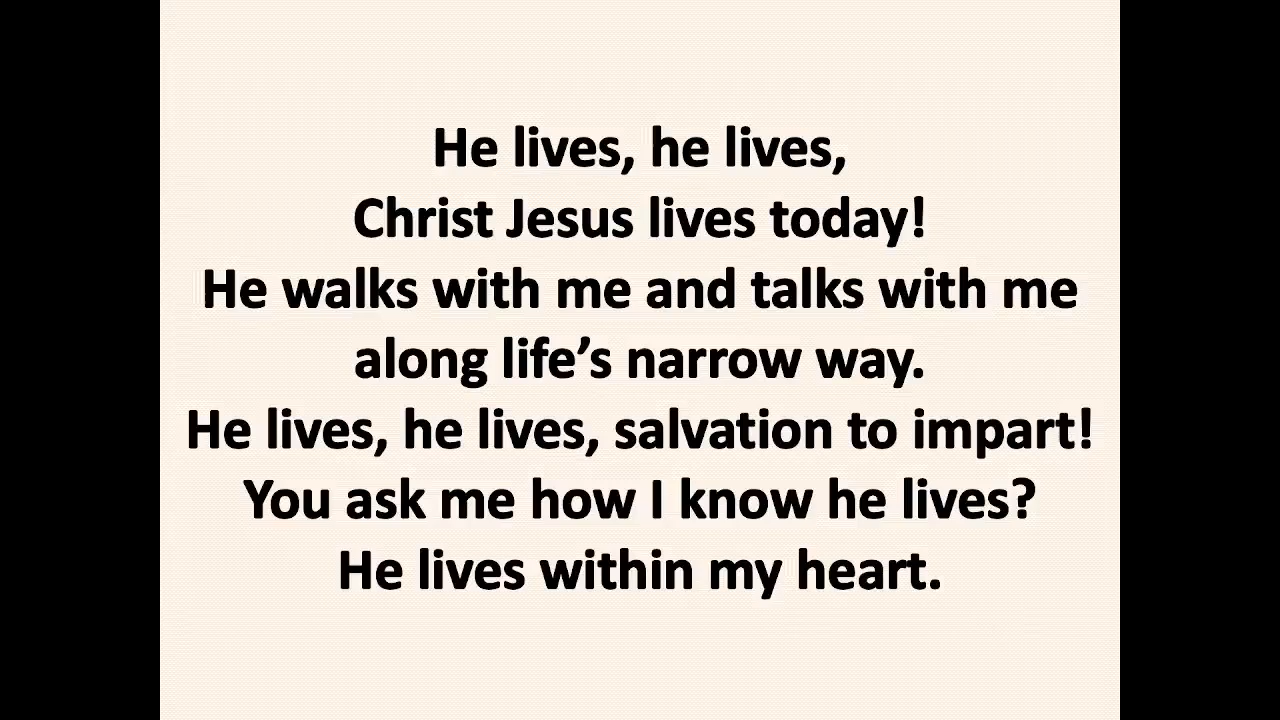 He lives, he lives,
Christ Jesus lives today!
He walks with me and talks with me
along life’s narrow way.
He lives, he lives, salvation to impart!
You ask me how I know he lives?
He lives within my heart.